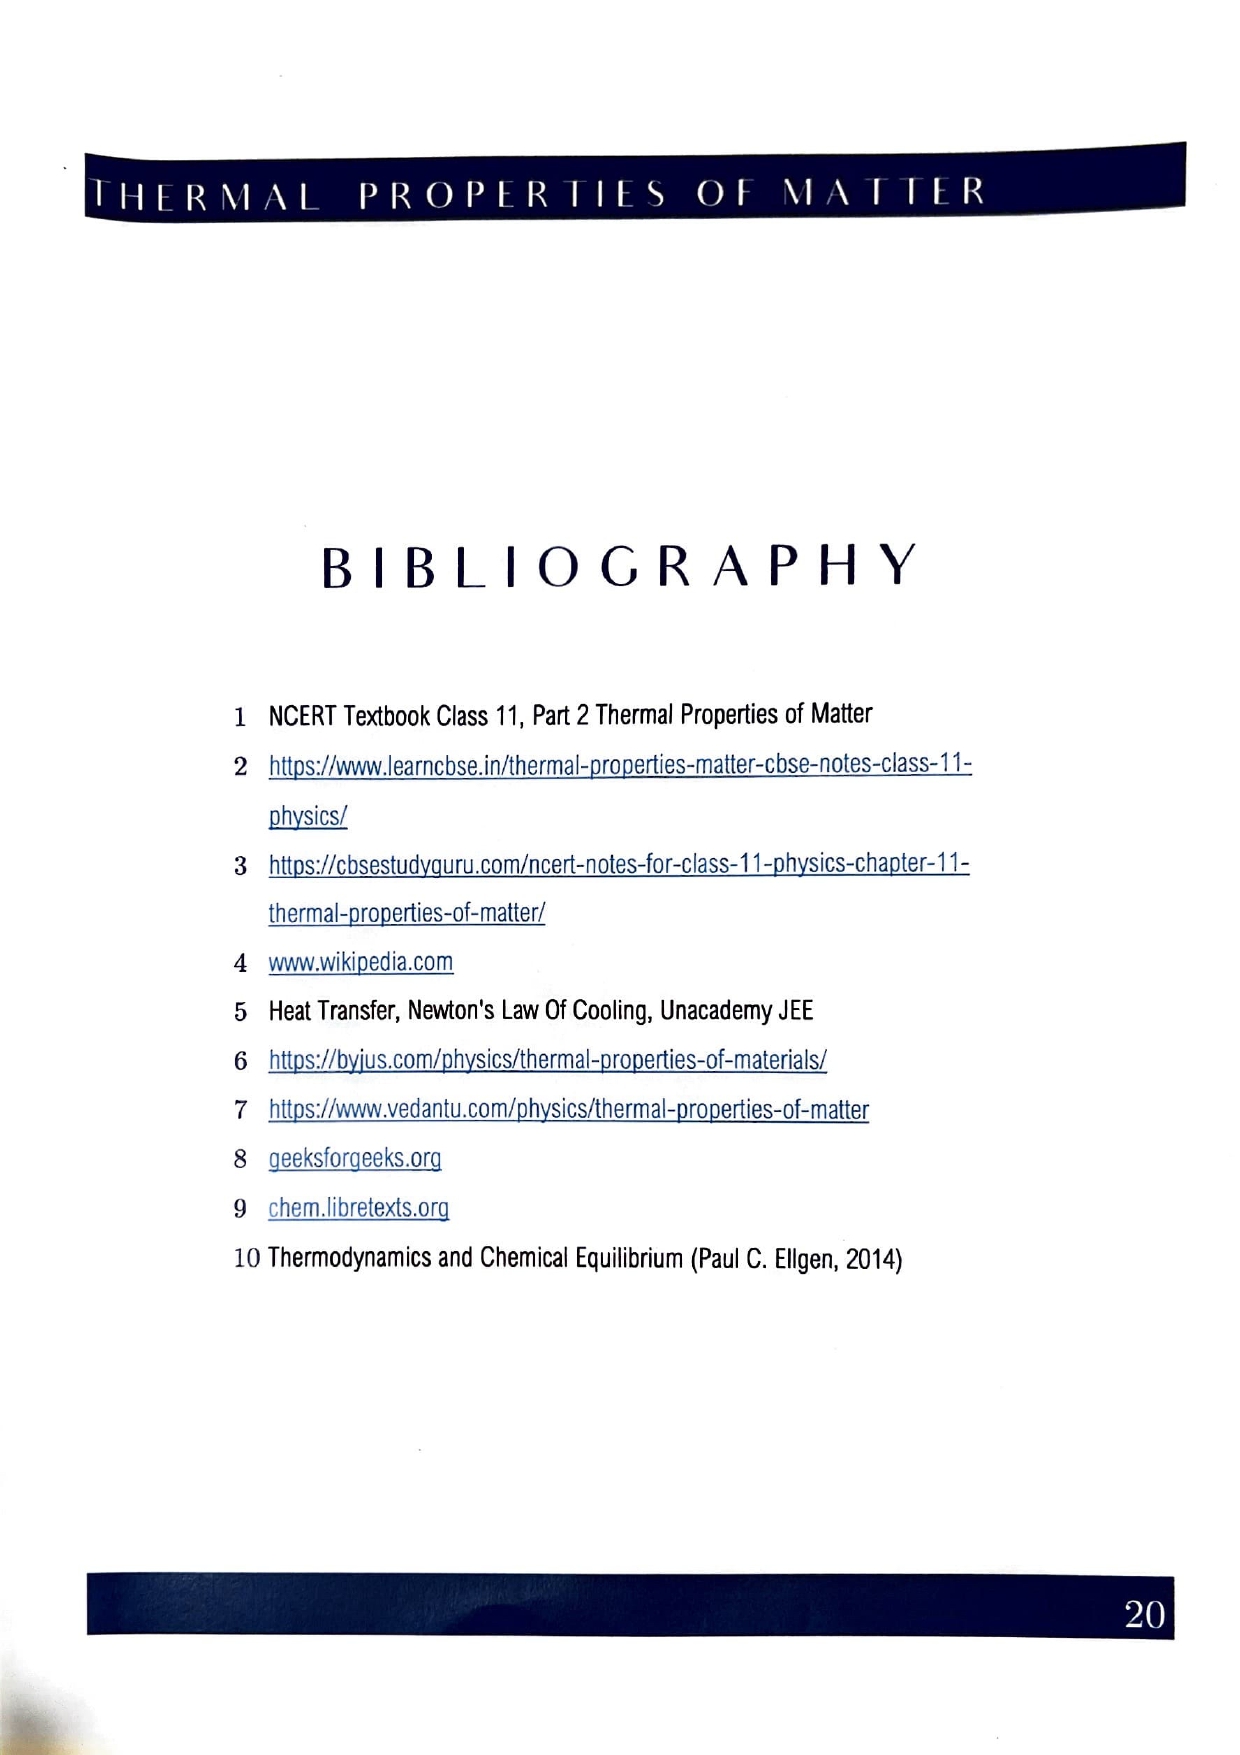 THERMAL PROPERTIES OF MATTER
BIBLIOGRAPHY
1 NCERT Textbook Class 11, Part 2 Thermal Properties of Matter
2 https://www.learncbse.in/thermal-properties-matter-cbse-notes-class-11-
physics/
3 https://cbsestudyguru.com/ncert-notes-for-class-11-physics-chapter-11-
thermal-properties-of-matter/
4 www.wikipedia.com
5 Heat Transfer, Newton's Law Of Cooling, Unacademy JEE
6 https://byjus.com/physics/thermal-properties-of-materials/
7 https://www.vedantu.com/physics/thermal-properties-of-matter
8 geeksforgeeks.org
9 chem.libretexts.org
10 Thermodynamics and Chemical Equilibrium (Paul C. Ellgen, 2014)
20